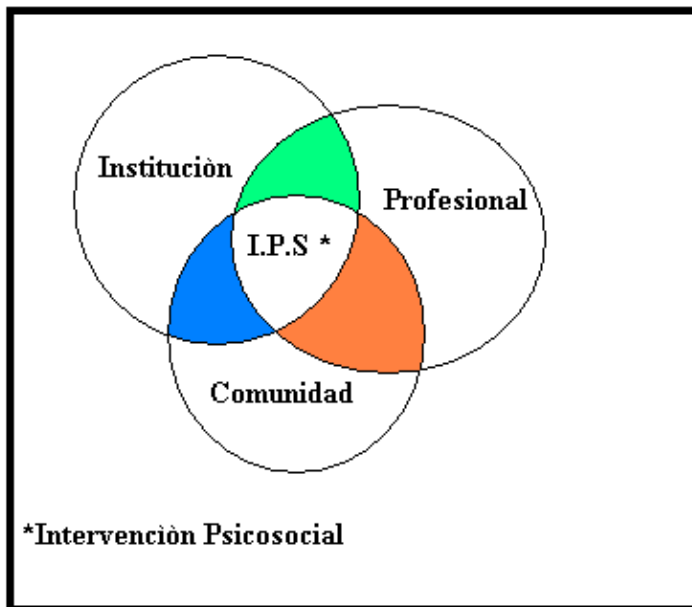 Instituciòn
Profesional
I.P.S *
Comunidad
*Intervenciòn Psicosocial